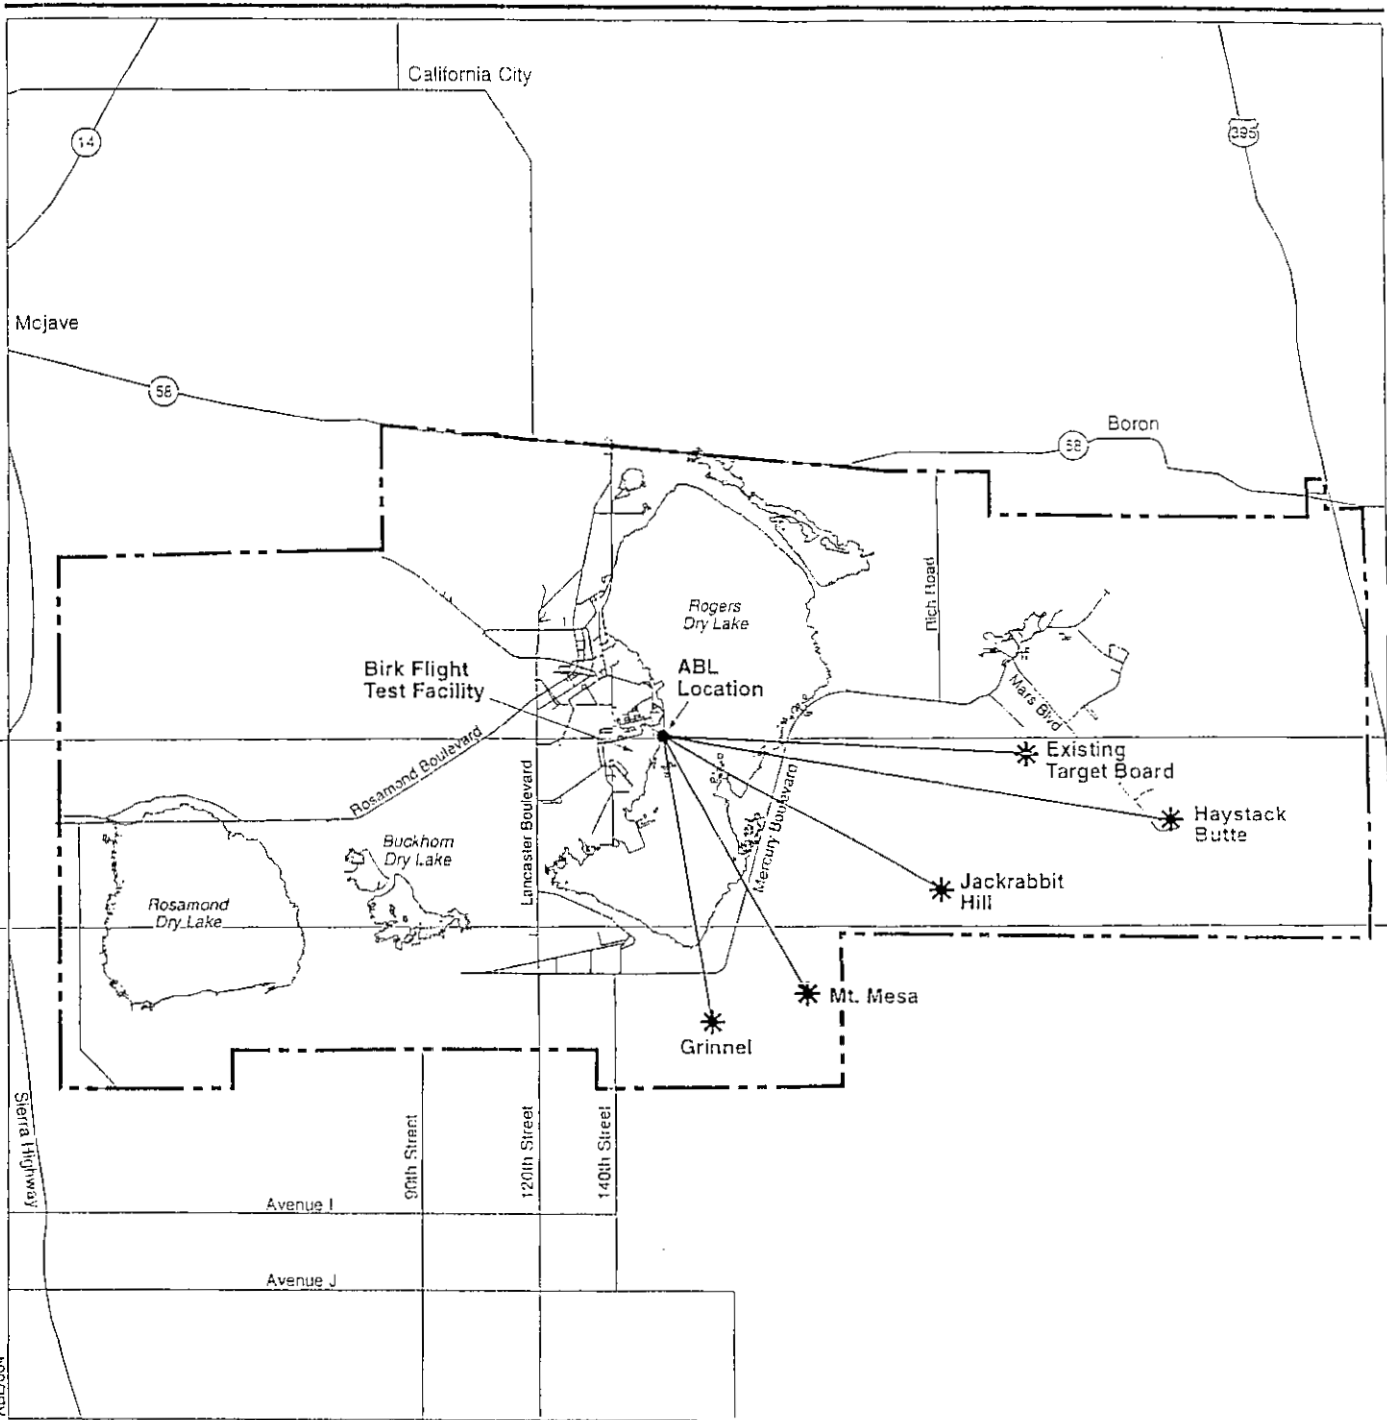 California City
14
395
Mojave
58
Boron
58
Rich Road
Rogers
Dry Lake
Birk Flight
Test Facility
ABL
Location
Mars Blvd
Rosamond Boulevard
Existing
Target Board
Lancaster Boulevard
Mercury Boulevard
Haystack
Butte
Buckhorn
Dry Lake
Jackrabbit
Hill
Rosamond
Dry Lake
Mt. Mesa
Grinnel
Sierra Highway
90th Street
120th Street
140th Street
Avenue I
Avenue J